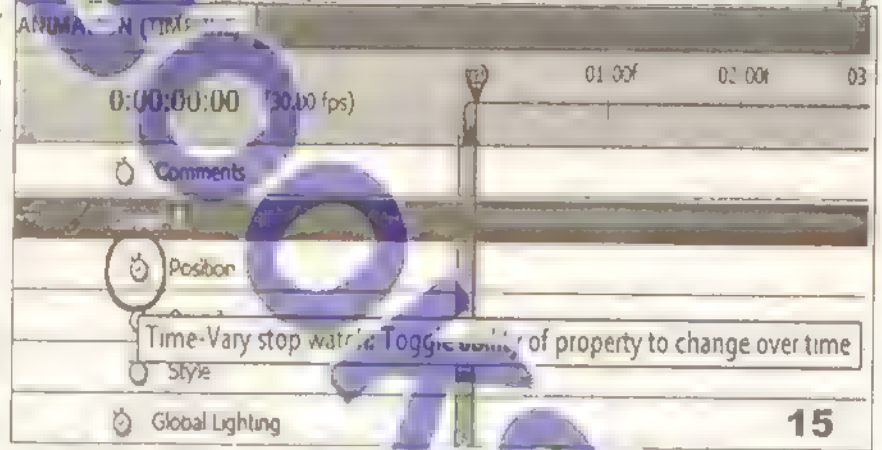 0:00:00:00 (30.00 fps)
01:00f 02:00f 03
Comments
Position
Time-Vary stop watch: Toggle ability of property to change over time
Style
Global Lighting
15